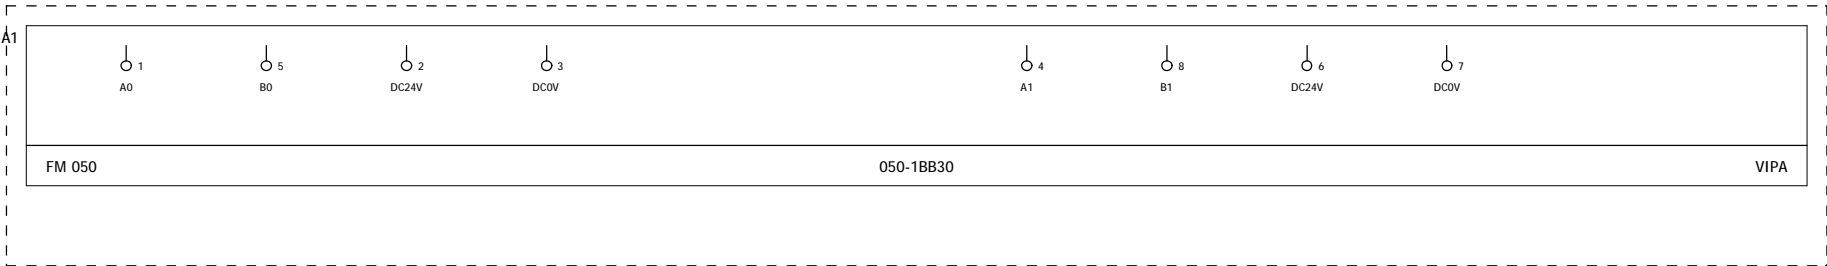 A1
1 5 2 3 4 8 6 7
A0 B0 DC24V DC0V A1 B1 DC24V DC0V
FM 050 050-1BB30 VIPA